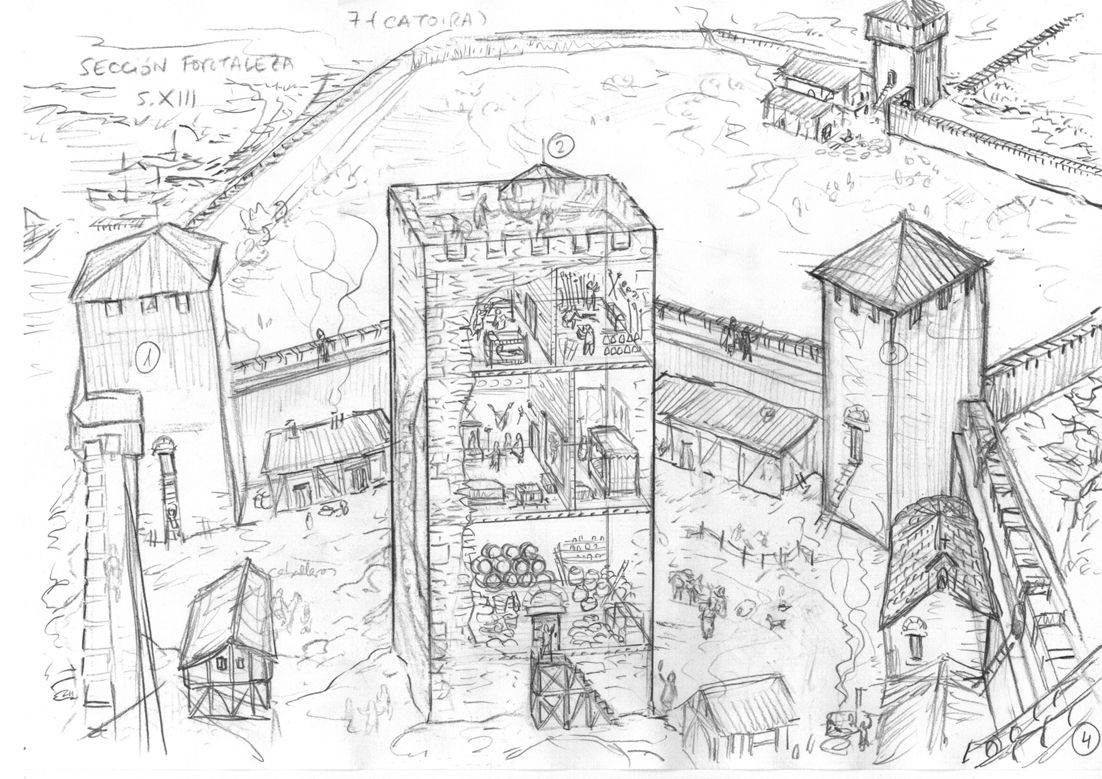 7-(CATOIRA)
SECCIÓN FORTALEZA
S.XIII
2
1
3
caballeros
4